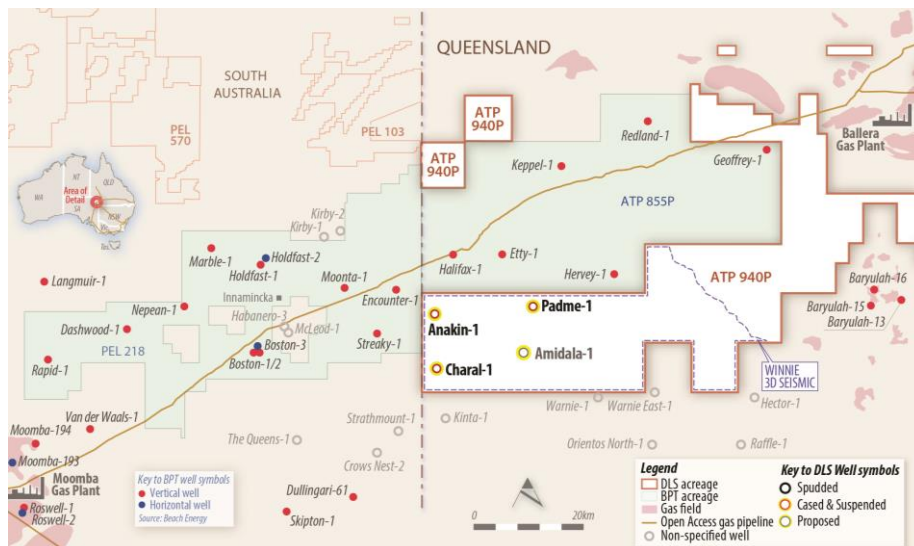 QUEENSLAND
SOUTH
AUSTRALIA
PEL
570
PEL 103
ATP
940P
ATP
940P
Redland-1
Keppel-1
Geoffrey-1
Ballera
Gas Plant
ATP 855P
Area of
Detail
WA
NT
SA
QLD
NSW
Kirby-2
Kirby-1
Marble-1
Holdfast-2
Holdfast-1
Moonta-1
Halifax-1
Etty-1
Hervey-1
ATP 940P
Langmuir-1
Innamincka
Encounter-1
Nepean-1
Habanero-3
McLeod-1
Padme-1
Anakin-1
Baryulah-16
Baryulah-15
Baryulah-13
Dashwood-1
Boston-3
Streaky-1
Amidala-1
PEL 218
Boston-1/2
Rapid-1
Charal-1
WINNIE
3D SEISMIC
Van der Waals-1
Strathmount-1
Kinta-1
Warnie-1
Warnie East-1
Hector-1
Moomba-194
The Queens-1
Orientos North-1
Raffle-1
Moomba-193
Crows Nest-2
Moomba
Gas Plant
Key to BPT well symbols
Vertical well
Horizontal well
Source: Beach Energy
Dullingari-61
Roswell-1
Roswell-2
Skipton-1
0
20km
Legend
DLS acreage
BPT acreage
Gas field
Open Access gas pipeline
Non-specified well
Key to DLS Well symbols
Spudded
Cased & Suspended
Proposed